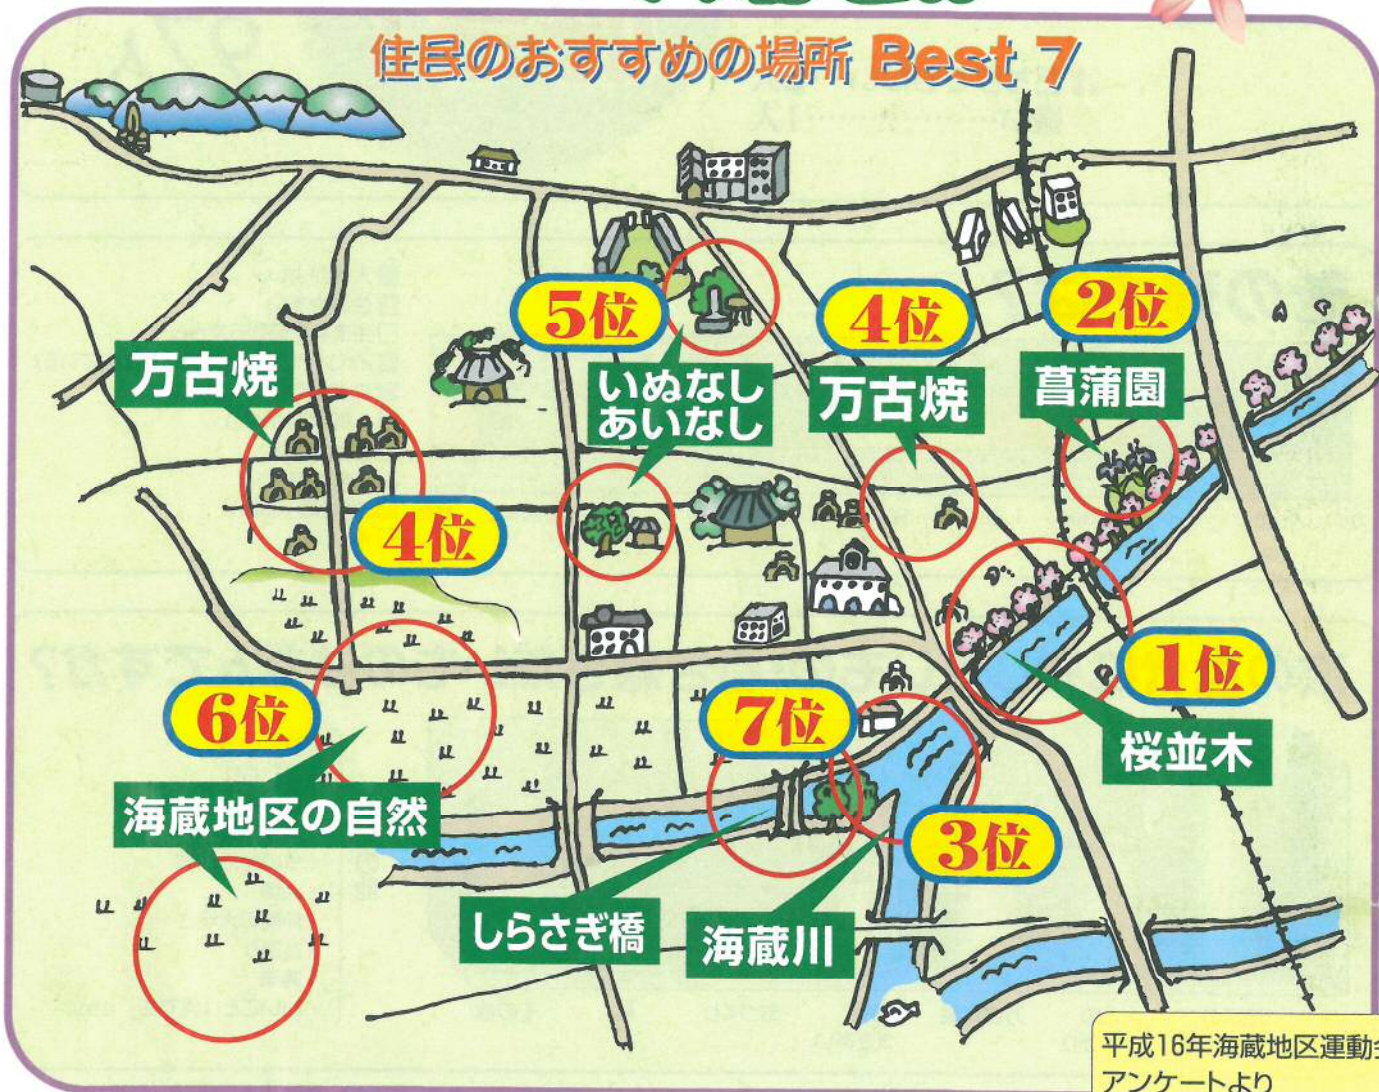 住民のおすすめの場所 Best 7
5位
4位
2位
万古焼
いぬなし
あいなし
万古焼
菖蒲園
4位
1位
6位
7位
桜並木
海蔵地区の自然
3位
しらさぎ橋
海蔵川
平成16年海蔵地区運動会
アンケートより